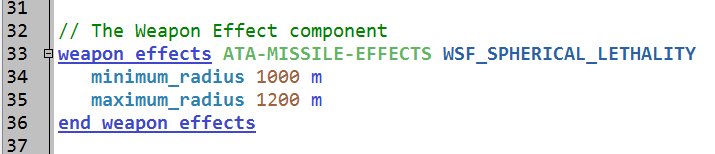 31
32 // The Weapon Effect component
33 weapon_effects ATA-MISSILE-EFFECTS WSF_SPHERICAL_LETHALITY
34 minimum_radius 1000 m
35 maximum_radius 1200 m
36 end_weapon_effects
37